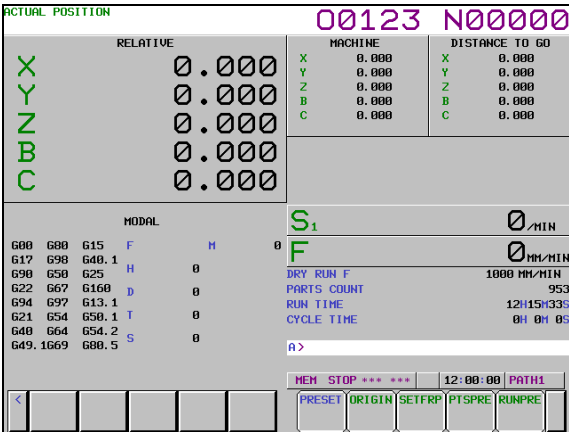 ACTUAL POSITION
O0123 N00000
RELATIVE
X 0.000
Y 0.000
Z 0.000
B 0.000
C 0.000
MACHINE
X 0.000
Y 0.000
Z 0.000
B 0.000
C 0.000
DISTANCE TO GO
X 0.000
Y 0.000
Z 0.000
B 0.000
C 0.000
MODAL
G00 G80 G15 F M 0
G17 G98 G40.1
G90 G50 G25 H 0
G22 G67 G160
G94 G97 G13.1 D 0
G21 G54 G50.1 T 0
G40 G64 G54.2
G49.1 G69 G80.5 S 0
S1 0/MIN
F 0MM/MIN
DRY RUN F 1000 MM/MIN
PARTS COUNT 953
RUN TIME 12H15M33S
CYCLE TIME 0H 0M 0S
A>
MEM STOP *** *** 12:00:00 PATH1
< PRESET ORIGIN SETFRP PTSPRE RUNPRE